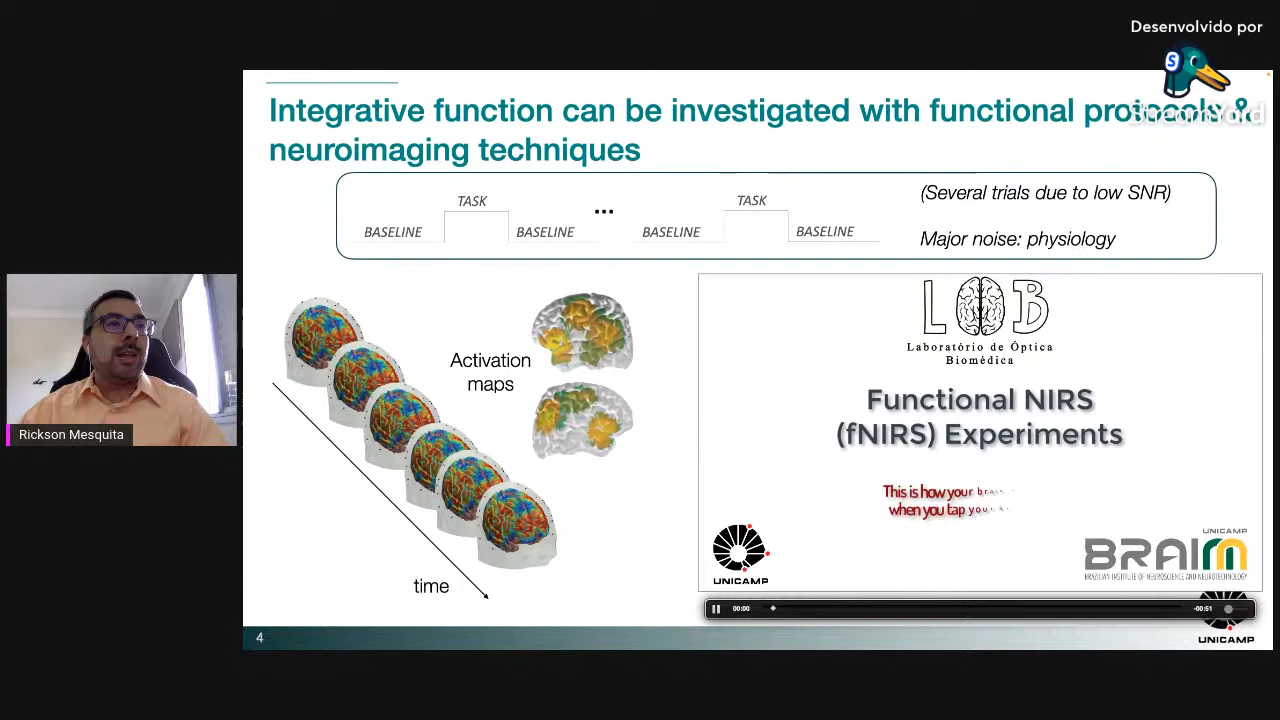 Desenvolvido por
StreamYard
Integrative function can be investigated with functional protocols &
neuroimaging techniques
TASK
BASELINE
BASELINE
...
BASELINE
TASK
BASELINE
(Several trials due to low SNR)
Major noise: physiology
Activation
maps
time
LOB
Laboratório de Óptica
Biomédica
Functional NIRS
(fNIRS) Experiments
This is how your
when you tap
UNICAMP
UNICAMP
BRAINN
BRAZILIAN INSTITUTE OF NEUROSCIENCE AND NEUROTECHNOLOGY
00:00
-00:51
UNICAMP
4
Rickson Mesquita